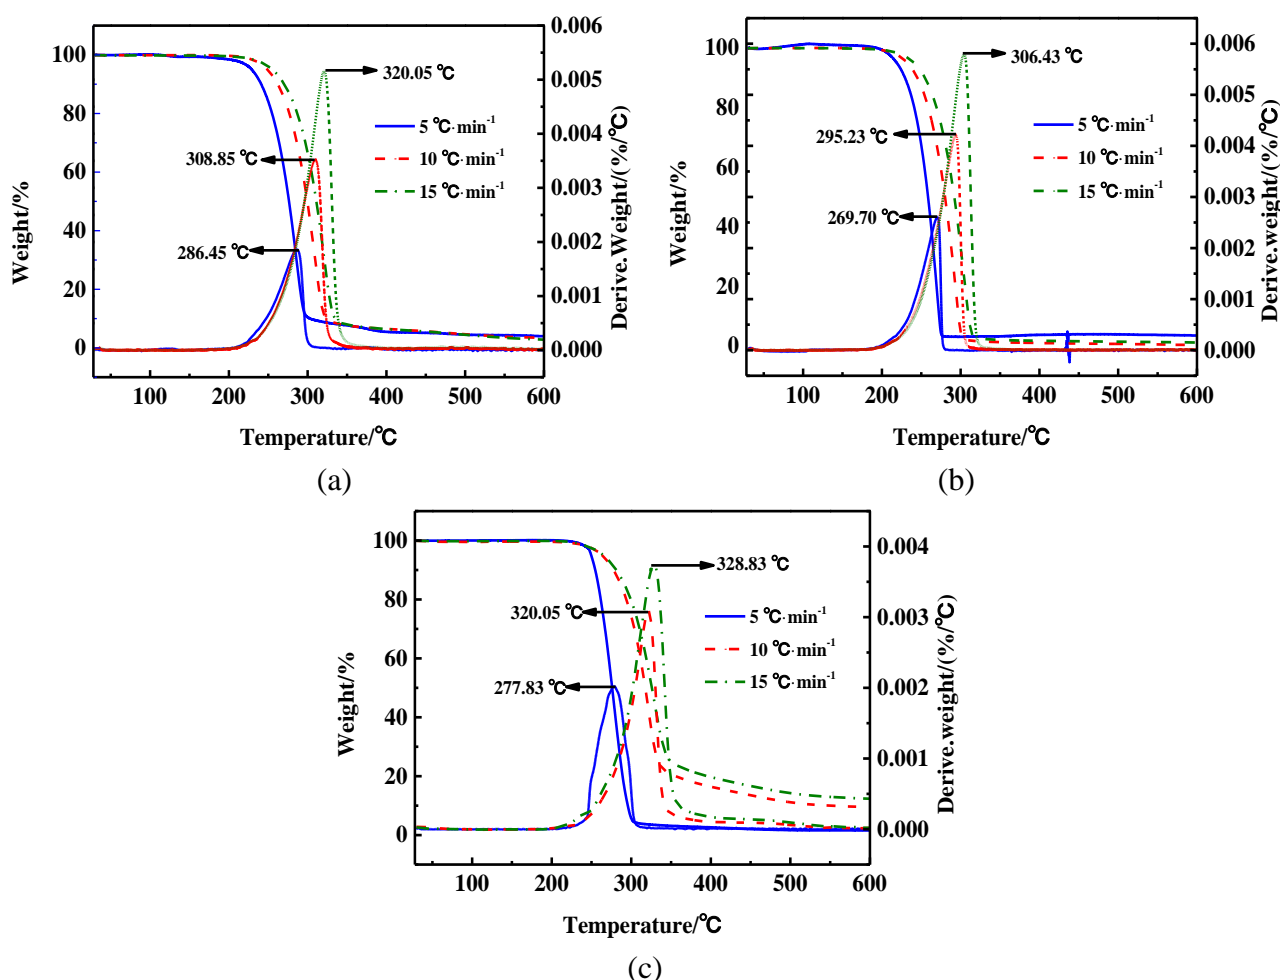 0.006
0.005
0.004
0.003
0.002
0.001
0.000
100
80
60
40
20
0
320.05 ℃
308.85 ℃
286.45 ℃
5 ℃·min-1
10 ℃·min-1
15 ℃·min-1
Weight/%
Derive.Weight/(%/℃)
100 200 300 400 500 600
Temperature/℃
(a)
0.006
0.005
0.004
0.003
0.002
0.001
0.000
100
80
60
40
20
0
306.43 ℃
295.23 ℃
269.70 ℃
5 ℃·min-1
10 ℃·min-1
15 ℃·min-1
Weight/%
Derive.weight/(%/℃)
100 200 300 400 500 600
Temperature/℃
(b)
100
80
60
40
20
0
0.004
0.003
0.002
0.001
0.000
328.83 ℃
320.05 ℃
277.83 ℃
5 ℃·min-1
10 ℃·min-1
15 ℃·min-1
Weight/%
Derive.weight/(%/℃)
100 200 300 400 500 600
Temperature/℃
(c)